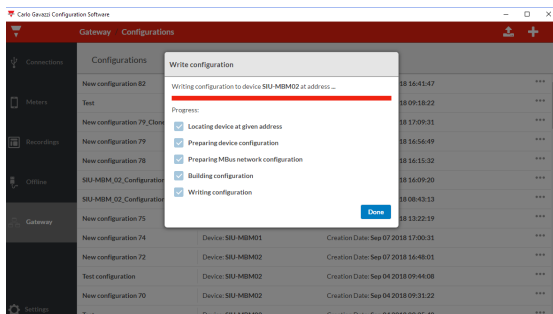 Carlo Gavazzi Configuration Software
Gateway Configurations
Connections
Configurations
Write configuration
Writing configuration to device SIU-MBM02 at address ...
Progress:
Locating device at given address
Preparing device configuration
Preparing MBus network configuration
Building configuration
Writing configuration
Done
New configuration 82 18 16:41:47
Meters
Test 18 09:18:22
New configuration 79_Clone 18 17:09:31
Recordings
New configuration 79 18 16:56:49
New configuration 78 18 16:15:32
Offline
SIU-MBM_02_Configuration 18 16:09:20
SIU-MBM_02_Configuration 18 08:43:13
Gateway
New configuration 75 18 13:22:19
New configuration 74 Device: SIU-MBM01 Creation Date: Sep 07 2018 17:00:31
New configuration 72 Device: SIU-MBM02 Creation Date: Sep 07 2018 16:48:01
Test configuration Device: SIU-MBM02 Creation Date: Sep 04 2018 09:44:08
New configuration 70 Device: SIU-MBM02 Creation Date: Sep 04 2018 09:31:22
Settings